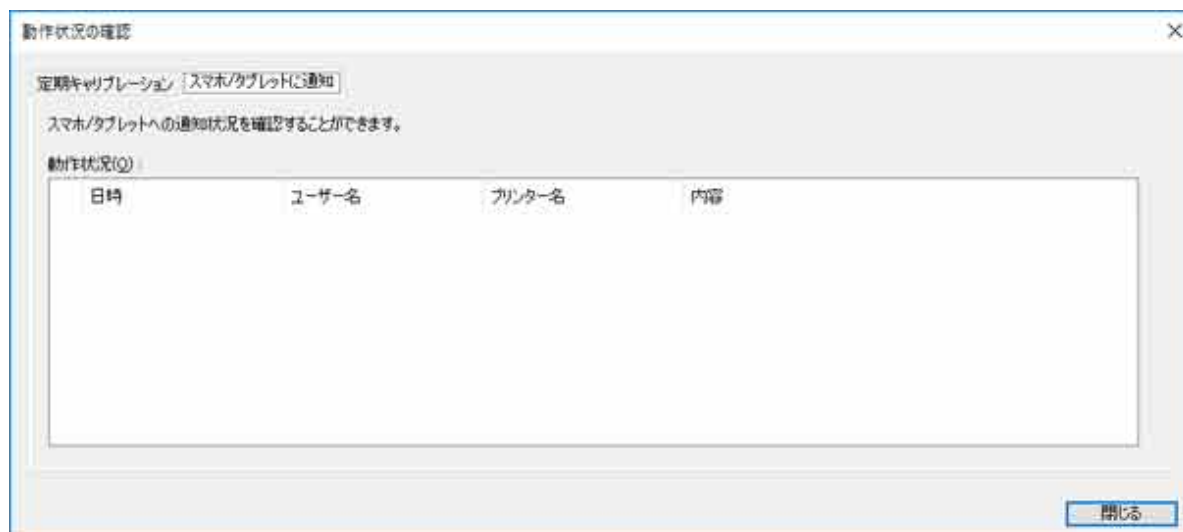 動作状況の確認
定期キャリブレーション スマホ/タブレットに通知
スマホ/タブレットへの通知状況を確認することができます。
動作状況(O) :
日時 ユーザー名 プリンター名 内容
閉じる